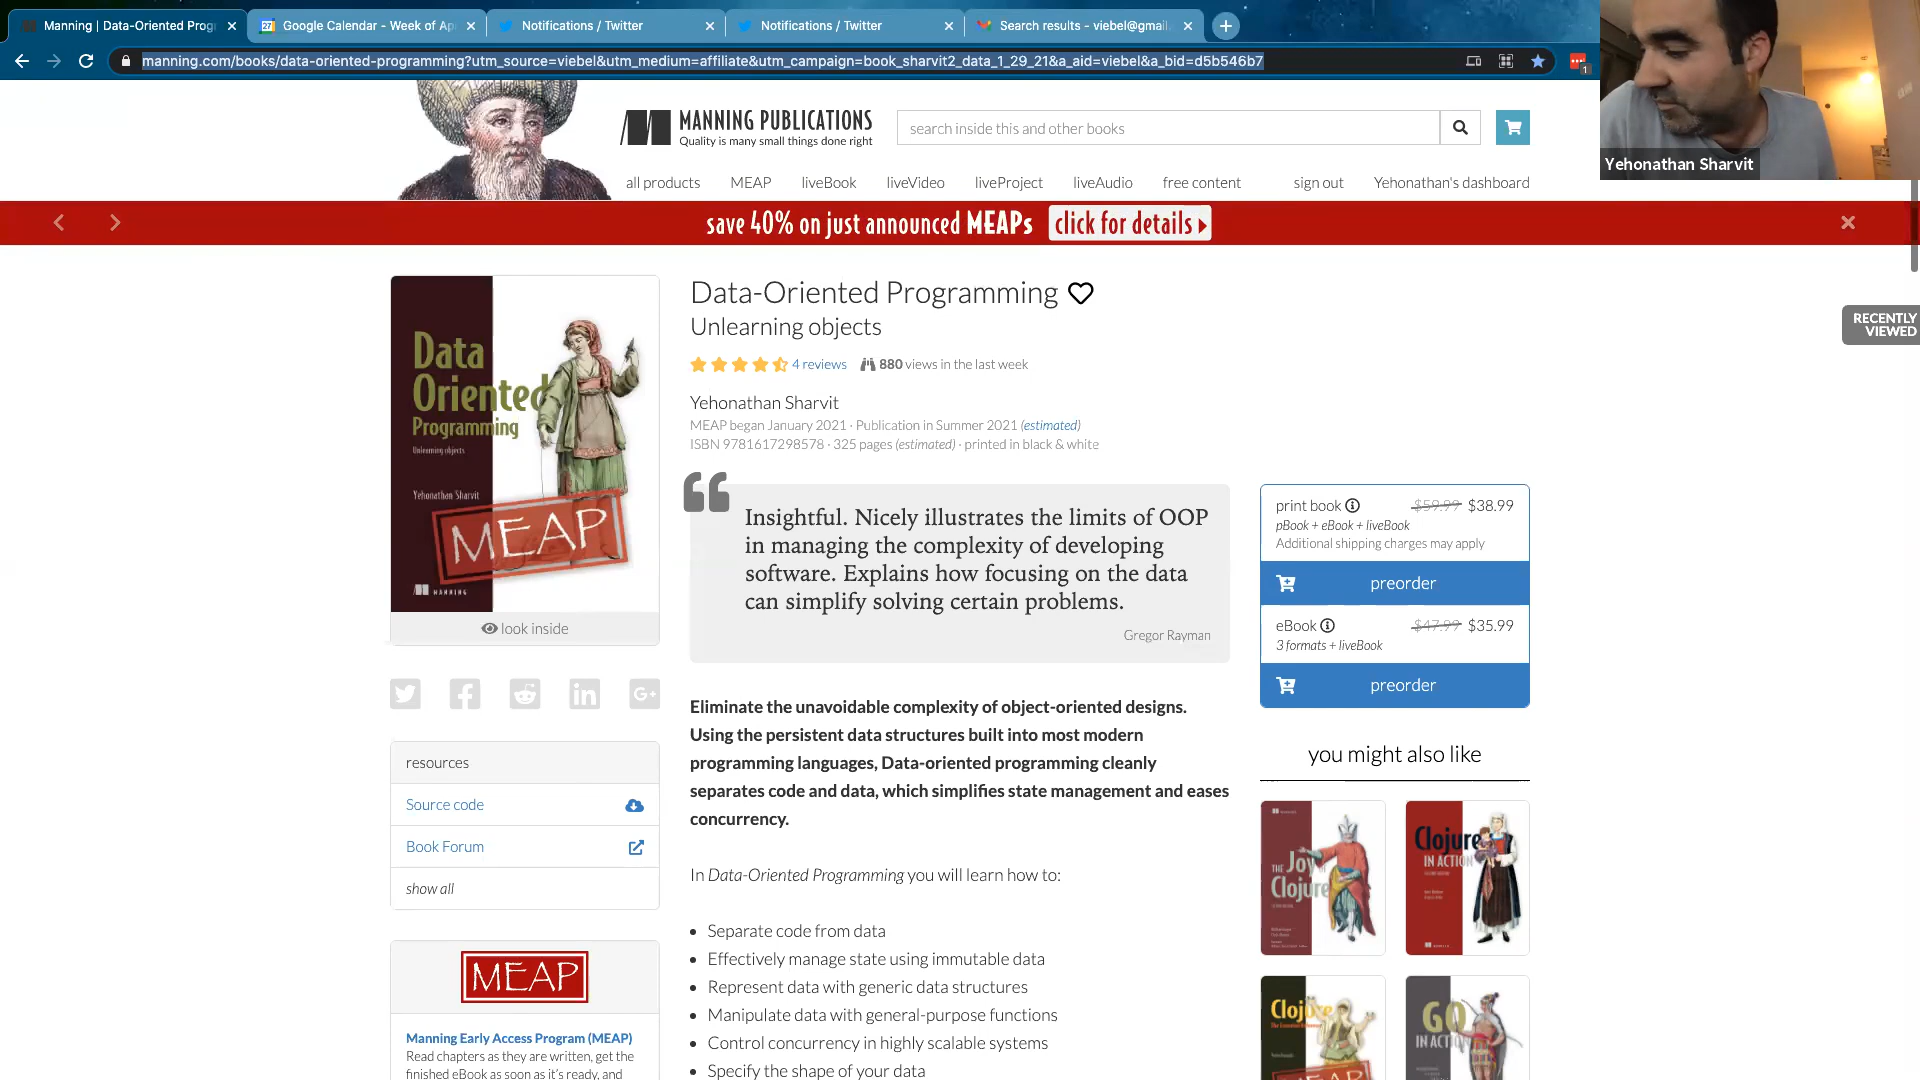 Manning | Data-Oriented Prog
Google Calendar - Week of Ap
Notifications / Twitter
Notifications / Twitter
Search results - viebel@gmail.
manning.com/books/data-oriented-programming?utm_source=viebel&utm_medium=affiliate&utm_campaign=book_sharvit2_data_1_29_21&a_aid=viebel&a_bid=d5b546b7
1
Yehonathan Sharvit
MANNING PUBLICATIONS
Quality is many small things done right
search inside this and other books
all products MEAP liveBook liveVideo liveProject liveAudio free content sign out Yehonathan's dashboard
save 40% on just announced MEAPs click for details
RECENTLY
VIEWED
Data
Oriented
Programming
Unlearning objects
Yehonathan Sharvit
MEAP
MANNING
look inside
Data-Oriented Programming
Unlearning objects
4 reviews 880 views in the last week
Yehonathan Sharvit
MEAP began January 2021 · Publication in Summer 2021 (estimated)
ISBN 9781617298578 · 325 pages (estimated) · printed in black & white
Insightful. Nicely illustrates the limits of OOP
in managing the complexity of developing
software. Explains how focusing on the data
can simplify solving certain problems.
Gregor Rayman
print book $59.99 $38.99
pBook + eBook + liveBook
Additional shipping charges may apply
preorder
eBook $47.99 $35.99
3 formats + liveBook
preorder
resources
Source code
Book Forum
show all
MEAP
Manning Early Access Program (MEAP)
Read chapters as they are written, get the
finished eBook as soon as it's ready, and
Eliminate the unavoidable complexity of object-oriented designs.
Using the persistent data structures built into most modern
programming languages, Data-oriented programming cleanly
separates code and data, which simplifies state management and eases
concurrency.
In Data-Oriented Programming you will learn how to:
Separate code from data
Effectively manage state using immutable data
Represent data with generic data structures
Manipulate data with general-purpose functions
Control concurrency in highly scalable systems
Specify the shape of your data
you might also like
THE Joy
Clojure
Clojure
IN ACTION
Clojure
GO
IN ACTION
MEAP